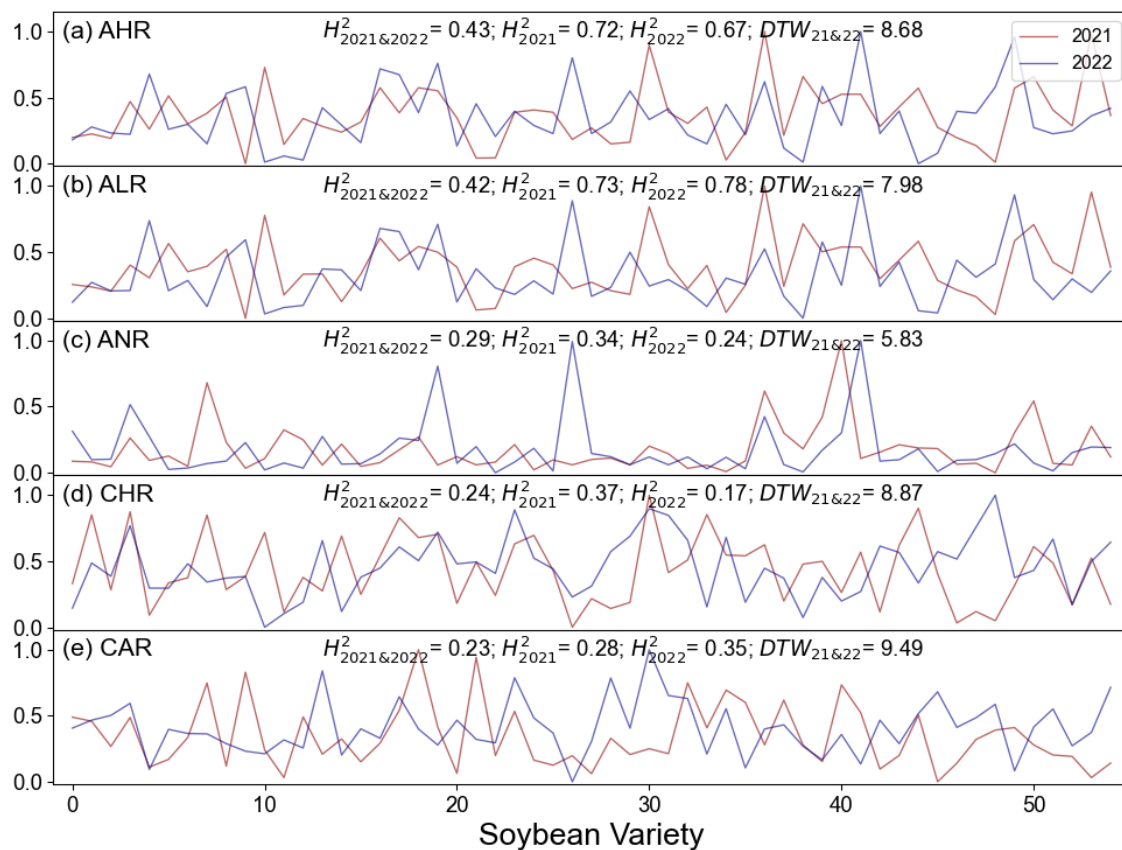 (a) AHR
H²2021&2022= 0.43; H²2021= 0.72; H²2022= 0.67; DTW21&22= 8.68
2021
2022
1.0
0.5
0.0
(b) ALR
H²2021&2022= 0.42; H²2021= 0.73; H²2022= 0.78; DTW21&22= 7.98
1.0
0.5
0.0
(c) ANR
H²2021&2022= 0.29; H²2021= 0.34; H²2022= 0.24; DTW21&22= 5.83
1.0
0.5
0.0
(d) CHR
H²2021&2022= 0.24; H²2021= 0.37; H²2022= 0.17; DTW21&22= 8.87
1.0
0.5
0.0
(e) CAR
H²2021&2022= 0.23; H²2021= 0.28; H²2022= 0.35; DTW21&22= 9.49
1.0
0.5
0.0
0 10 20 30 40 50
Soybean Variety